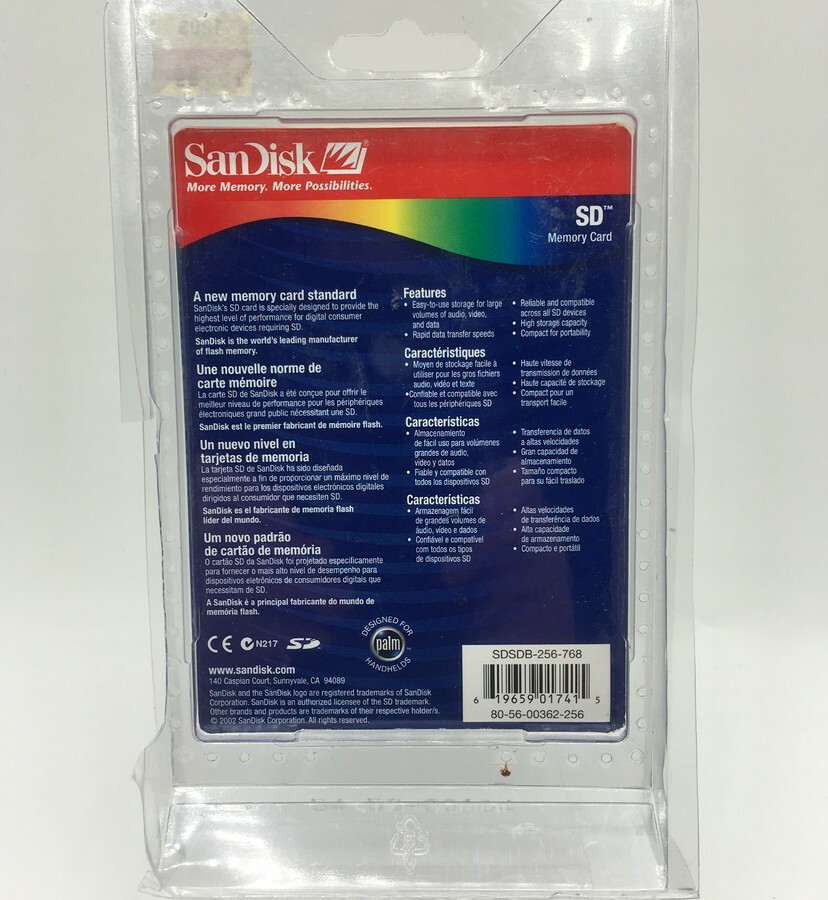 SanDisk
More Memory. More Possibilities.
SD™
Memory Card
A new memory card standard
SanDisk's SD card is specially designed to provide the
highest level of performance for digital consumer
electronic devices requiring SD.
SanDisk is the world's leading manufacturer
of flash memory.
Une nouvelle norme de
carte mémoire
La carte SD de SanDisk a été conçue pour offrir le
meilleur niveau de performance pour les périphériques
électroniques grand public nécessitant une SD.
SanDisk est le premier fabricant de mémoire flash.
Un nuevo nivel en
tarjetas de memoria
La tarjeta SD de SanDisk ha sido diseñada
especialmente a fin de proporcionar un máximo nivel de
rendimiento para los dispositivos electrónicos digitales
dirigidos al consumidor que necesiten SD.
SanDisk es el fabricante de memoria flash
líder del mundo.
Um novo padrão
de cartão de memória
O cartão SD da SanDisk foi projetado especificamente
para fornecer o mais alto nível de desempenho para
dispositivos eletrônicos de consumidores digitais que
necessitam de SD.
A SanDisk é a principal fabricante do mundo de
memória flash.
Features
• Easy-to-use storage for large
volumes of audio, video,
and data
• Rapid data transfer speeds
• Reliable and compatible
across all SD devices
• High storage capacity
• Compact for portability
Caractéristiques
• Moyen de stockage facile à
utiliser pour les gros fichiers
audio, vidéo et texte
•Confiable et compatible avec
tous les périphériques SD
• Haute vitesse de
transmission de données
• Haute capacité de stockage
• Compact pour un
transport facile
Características
• Almacenamiento
de fácil uso para volúmenes
grandes de audio,
vídeo y datos
• Fiable y compatible con
todos los dispositivos SD
• Transferencia de datos
a altas velocidades
• Gran capacidad de
almacenamiento
• Tamaño compacto
para su fácil traslado
Características
• Armazenagem fácil
de grandes volumes de
áudio, vídeo e dados
• Confiável e compatível
com todos os tipos
de dispositivos SD
• Altas velocidades
de transferência de dados
• Alta capacidade
de armazenamento
• Compacto e portátil
CE N217 SD
DESIGNED FOR
palm™
HANDHELDS
www.sandisk.com
140 Caspian Court, Sunnyvale, CA 94089
SanDisk and the SanDisk logo are registered trademarks of SanDisk
Corporation. SanDisk is an authorized licensee of the SD trademark.
Other brands and products are trademarks of their respective holder/s.
© 2002 SanDisk Corporation. All rights reserved.
SDSDB-256-768
6 19659 01741 5
80-56-00362-256